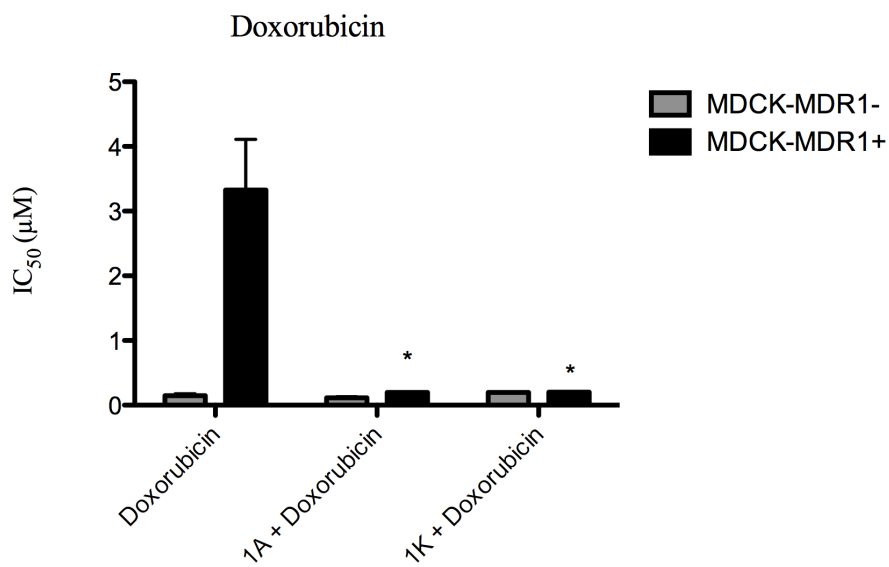 Doxorubicin
MDCK-MDR1-
MDCK-MDR1+
IC50 (μM)
5
4
3
2
1
0
*
*
Doxorubicin
1A + Doxorubicin
1K + Doxorubicin